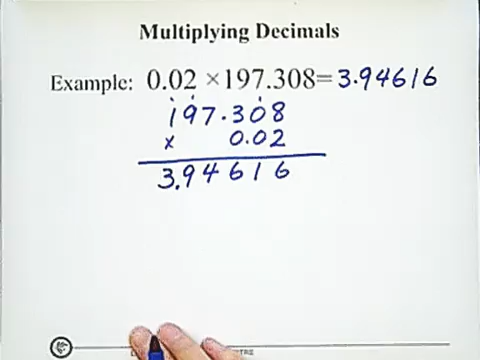 Multiplying Decimals
Example: 0.02 ×197.308=3.94616
197.308
x 0.02
3.94616